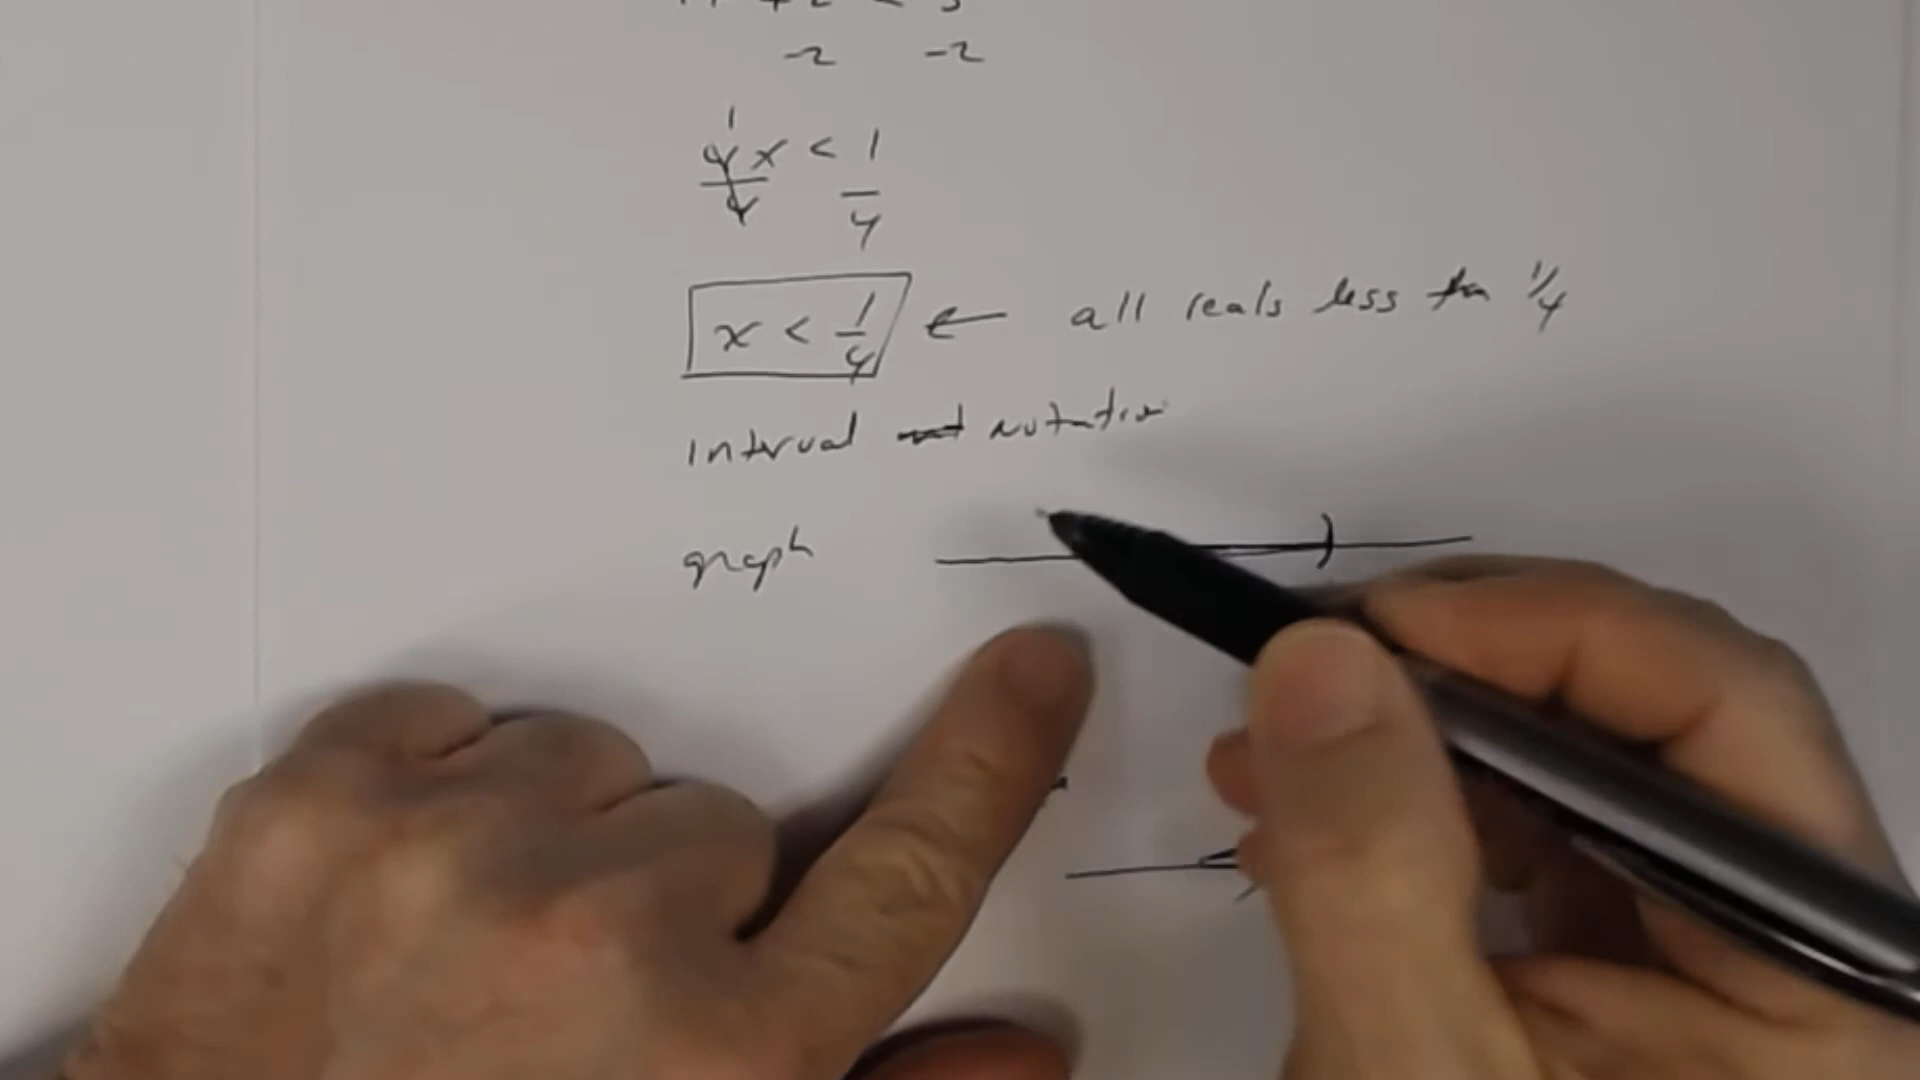 -2 -2
1
4x < 1
4 4
x < 1/4 ← all reals less than 1/4
interval notation
graph